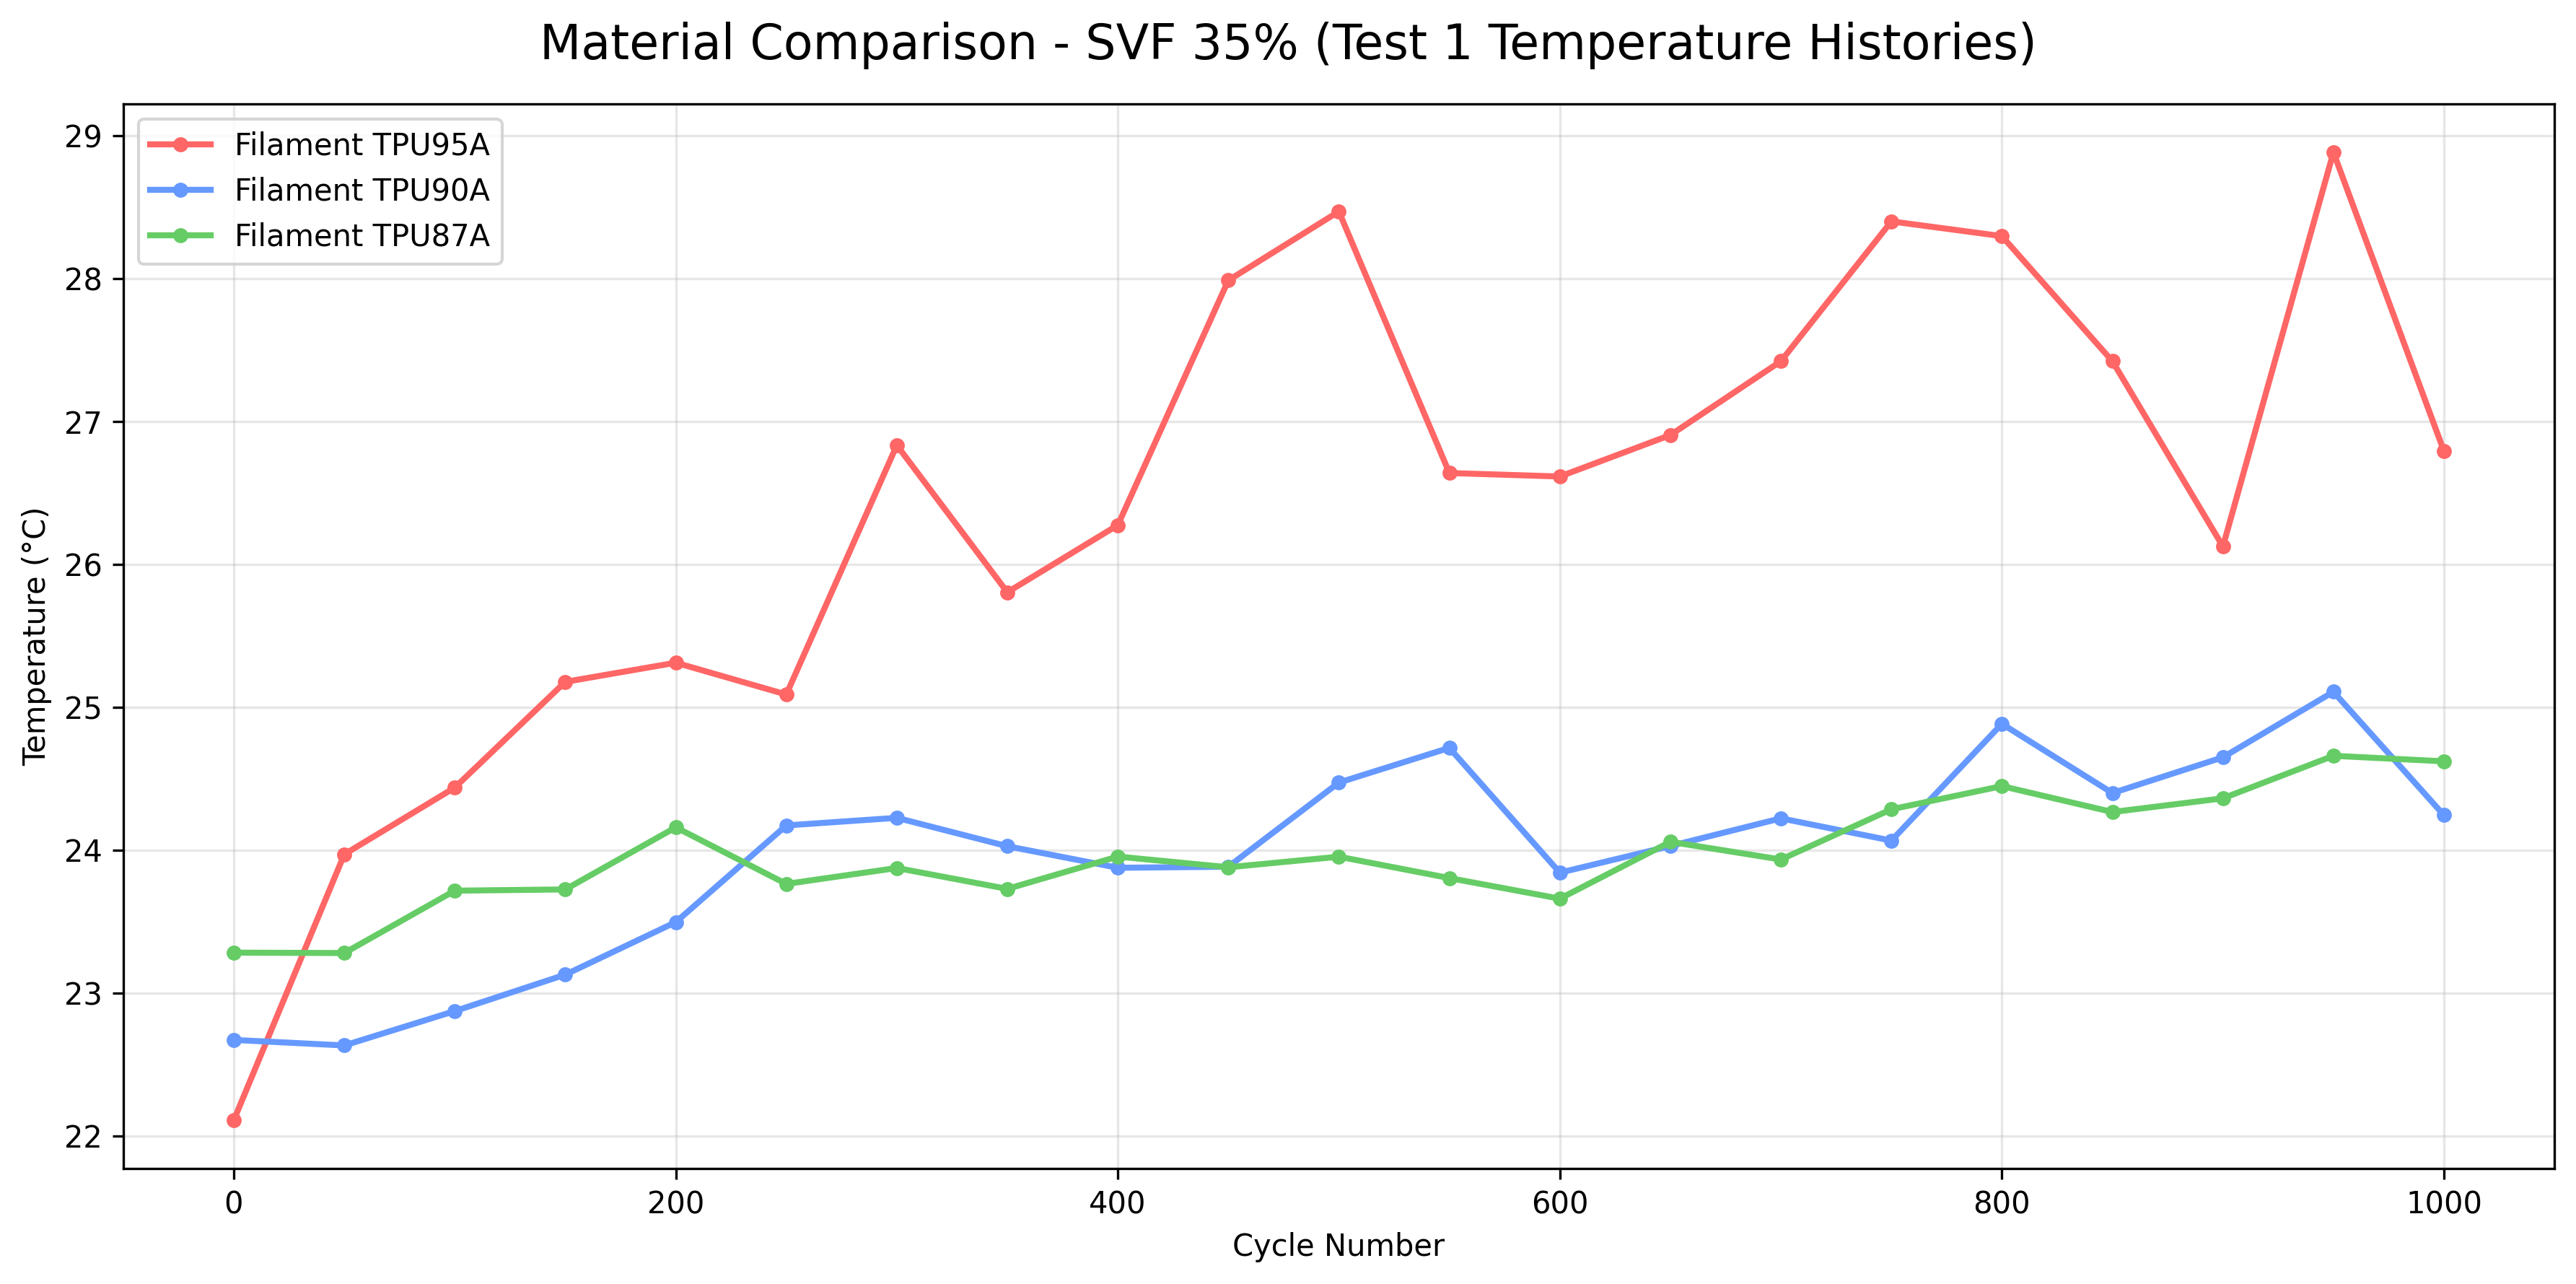 Material Comparison - SVF 35% (Test 1 Temperature Histories)
Filament TPU95A
Filament TPU90A
Filament TPU87A
Temperature (°C)
29
28
27
26
25
24
23
22
0 200 400 600 800 1000
Cycle Number